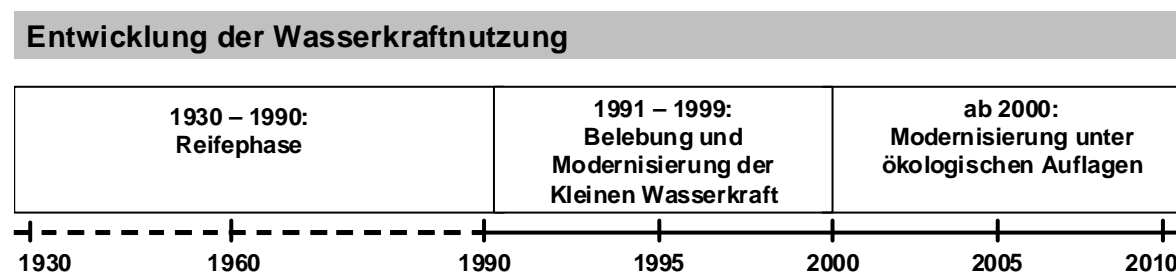 Entwicklung der Wasserkraftnutzung
1930 – 1990:
Reifephase
1991 – 1999:
Belebung und
Modernisierung der
Kleinen Wasserkraft
ab 2000:
Modernisierung unter
ökologischen Auflagen
1930 1960 1990 1995 2000 2005 2010